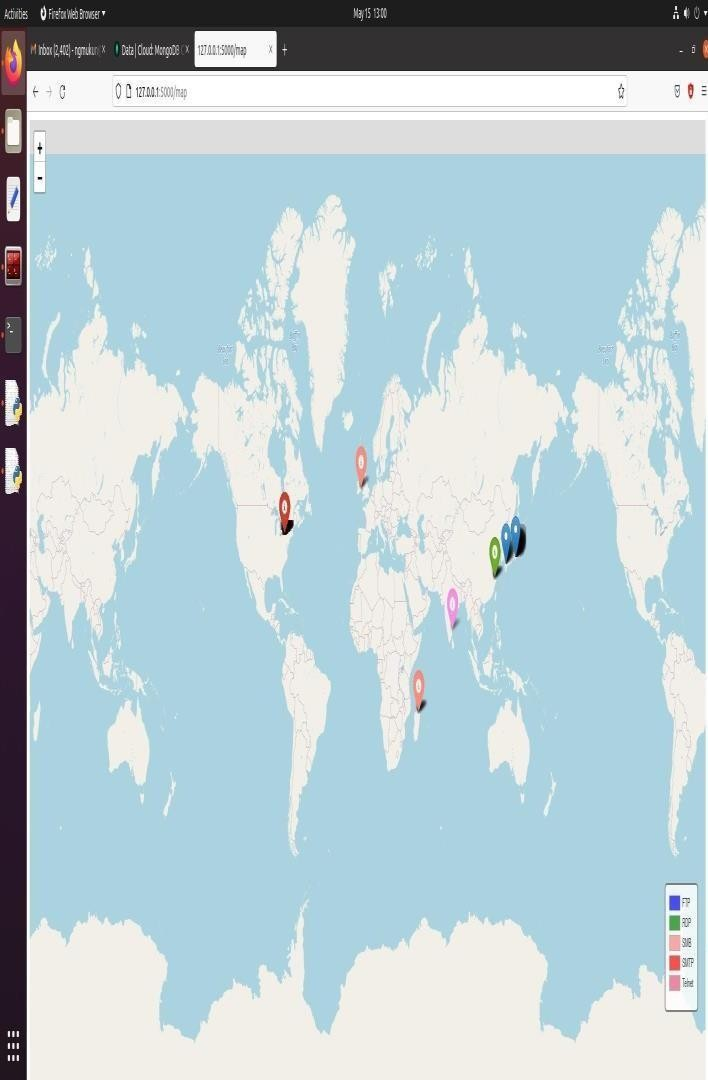 Activities Firefox Web Browser May 15 13:00
Inbox (2,402) - ngmukun Data | Cloud: MongoDB C 127.0.0.1:5000/map
127.0.0.1:5000/map
+
-
FTP
RDP
SMB
SMTP
Telnet